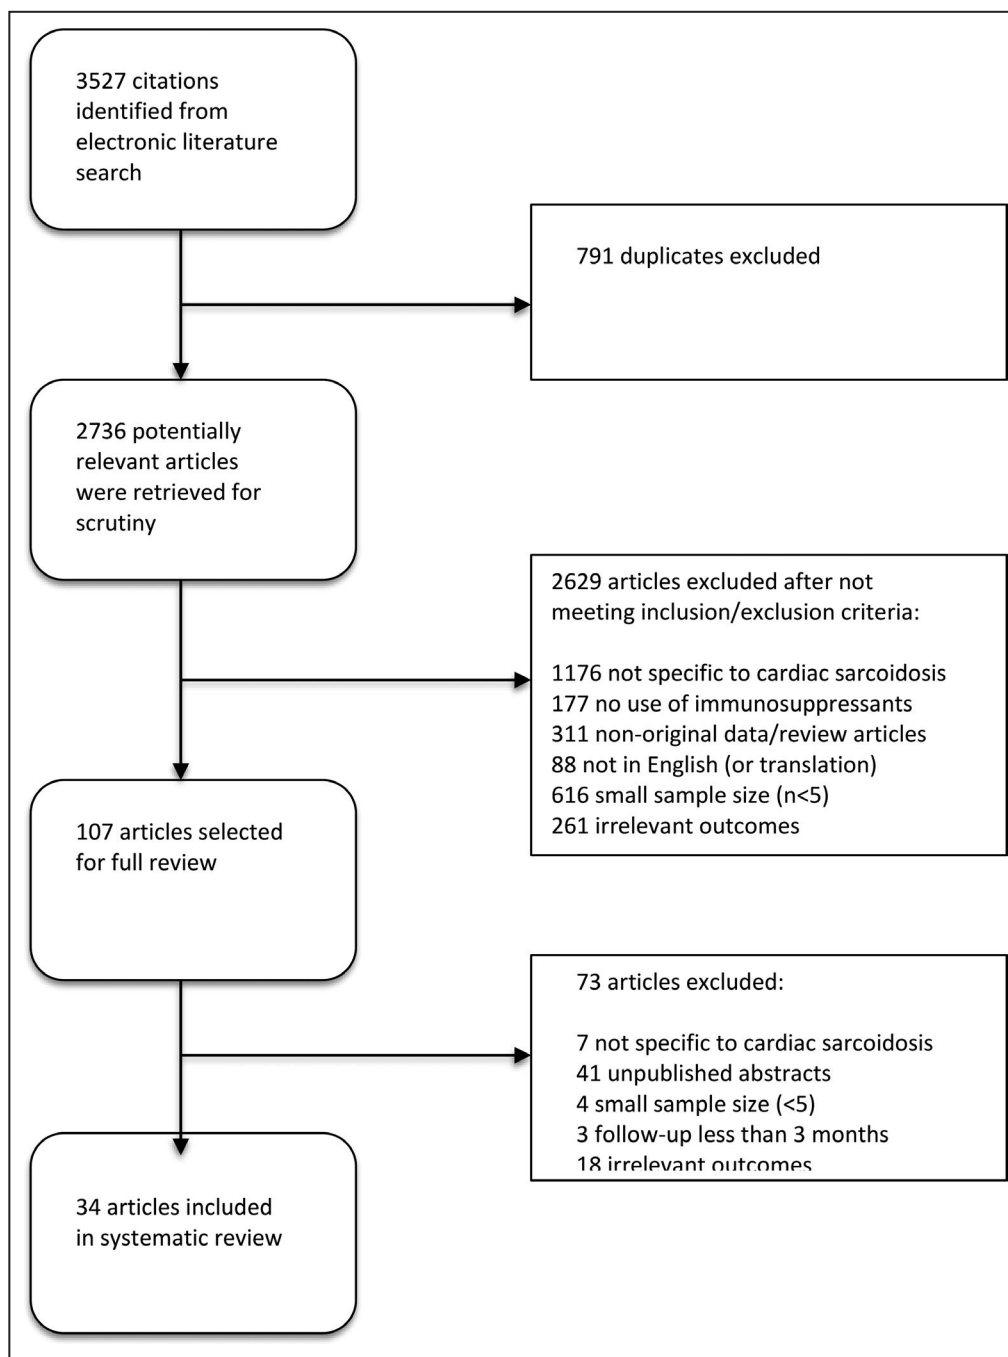 3527 citations
identified from
electronic literature
search
791 duplicates excluded
2736 potentially
relevant articles
were retrieved for
scrutiny
2629 articles excluded after not
meeting inclusion/exclusion criteria:
1176 not specific to cardiac sarcoidosis
177 no use of immunosuppressants
311 non-original data/review articles
88 not in English (or translation)
616 small sample size (n<5)
261 irrelevant outcomes
107 articles selected
for full review
73 articles excluded:
7 not specific to cardiac sarcoidosis
41 unpublished abstracts
4 small sample size (<5)
3 follow-up less than 3 months
18 irrelevant outcomes
34 articles included
in systematic review